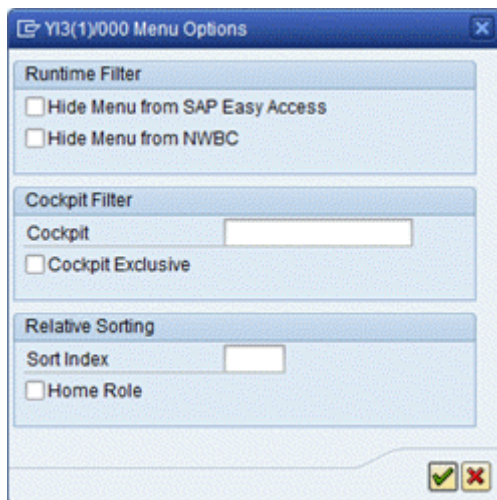 YI3(1)/000 Menu Options
Runtime Filter
Hide Menu from SAP Easy Access
Hide Menu from NWBC
Cockpit Filter
Cockpit
Cockpit Exclusive
Relative Sorting
Sort Index
Home Role